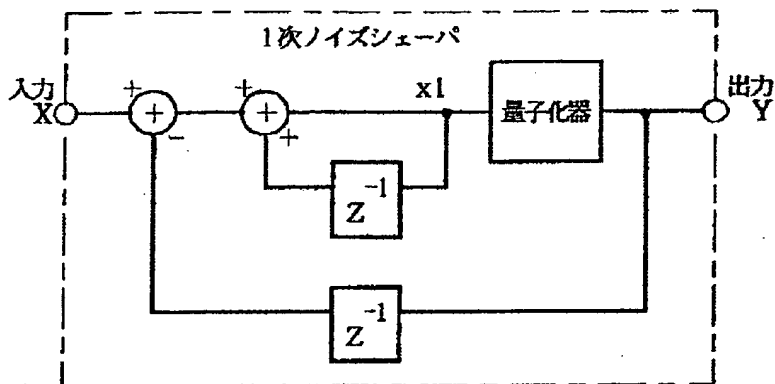 1次ノイズシェーパ
入力
X
+
+
-
+
+
+
x1
量子化器
出力
Y
Z-1
Z-1